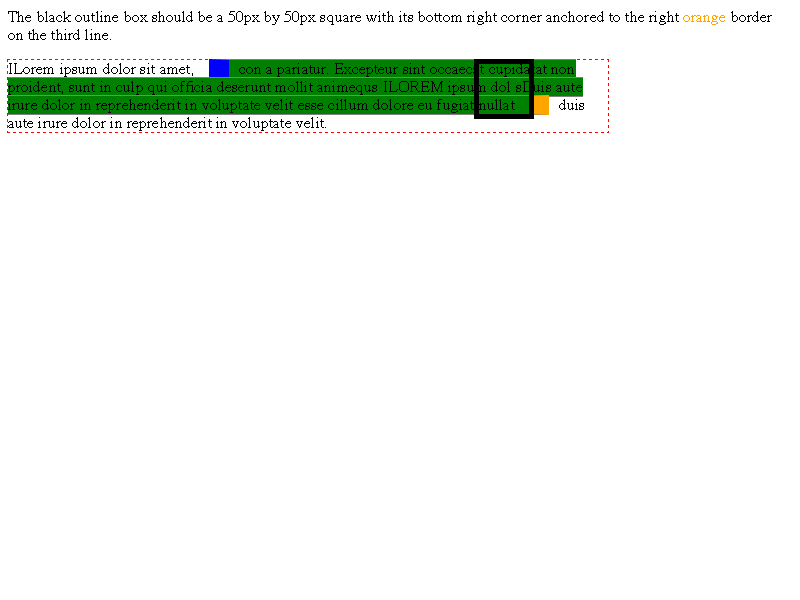 The black outline box should be a 50px by 50px square with its bottom right corner anchored to the right orange border
on the third line.
ILorem ipsum dolor sit amet, con a pariatur. Excepteur sint occaecat cupidatat non
proident, sunt in culp qui officia deserunt mollit animequs ILOREM ipsum dol sDuis aute
irure dolor in reprehenderit in voluptate velit esse cillum dolore eu fugiat nullat duis
aute irure dolor in reprehenderit in voluptate velit.